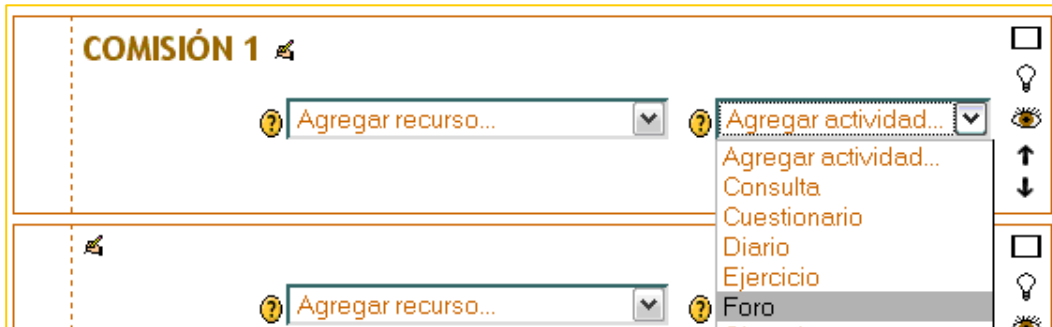 COMISIÓN 1
Agregar recurso... Agregar actividad...
Agregar actividad...
Consulta
Cuestionario
Diario
Ejercicio
Agregar recurso... Foro